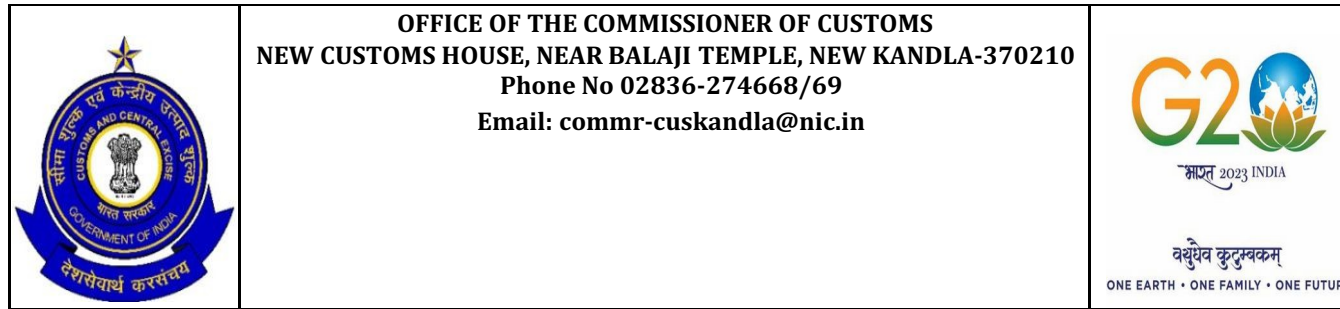 OFFICE OF THE COMMISSIONER OF CUSTOMS
NEW CUSTOMS HOUSE, NEAR BALAJI TEMPLE, NEW KANDLA-370210
Phone No 02836-274668/69
Email: commr-cuskandla@nic.in
सीमा शुल्क एवं केन्द्रीय उत्पाद शुल्क
CUSTOMS AND CENTRAL EXCISE
भारत सरकार
GOVERNMENT OF INDIA
देशसेवार्थ करसंचय
G20
भारत 2023 INDIA
वसुधैव कुटुम्बकम्
ONE EARTH • ONE FAMILY • ONE FUTUR